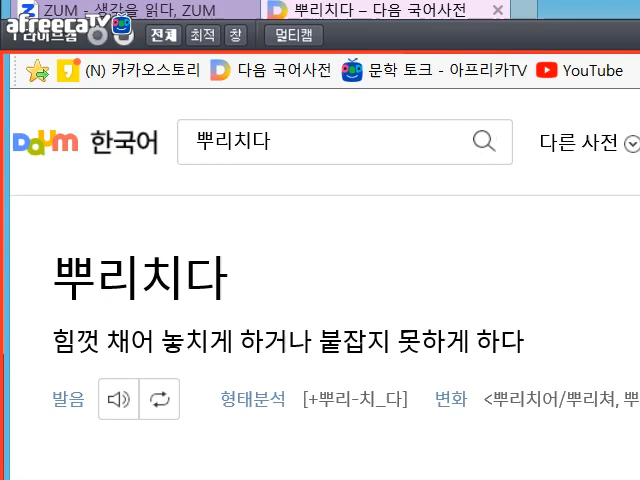 ZUM - 생각을 읽다, ZUM
뿌리치다 – 다음 국어사전
afreecaTV
전체 최적 창 멀티캠
(N) 카카오스토리 다음 국어사전 문학 토크 - 아프리카TV YouTube
Daum 한국어 뿌리치다 다른 사전
뿌리치다
힘껏 채어 놓치게 하거나 붙잡지 못하게 하다
발음 형태분석 [+뿌리-치_다] 변화 <뿌리치어/뿌리쳐, 뿌